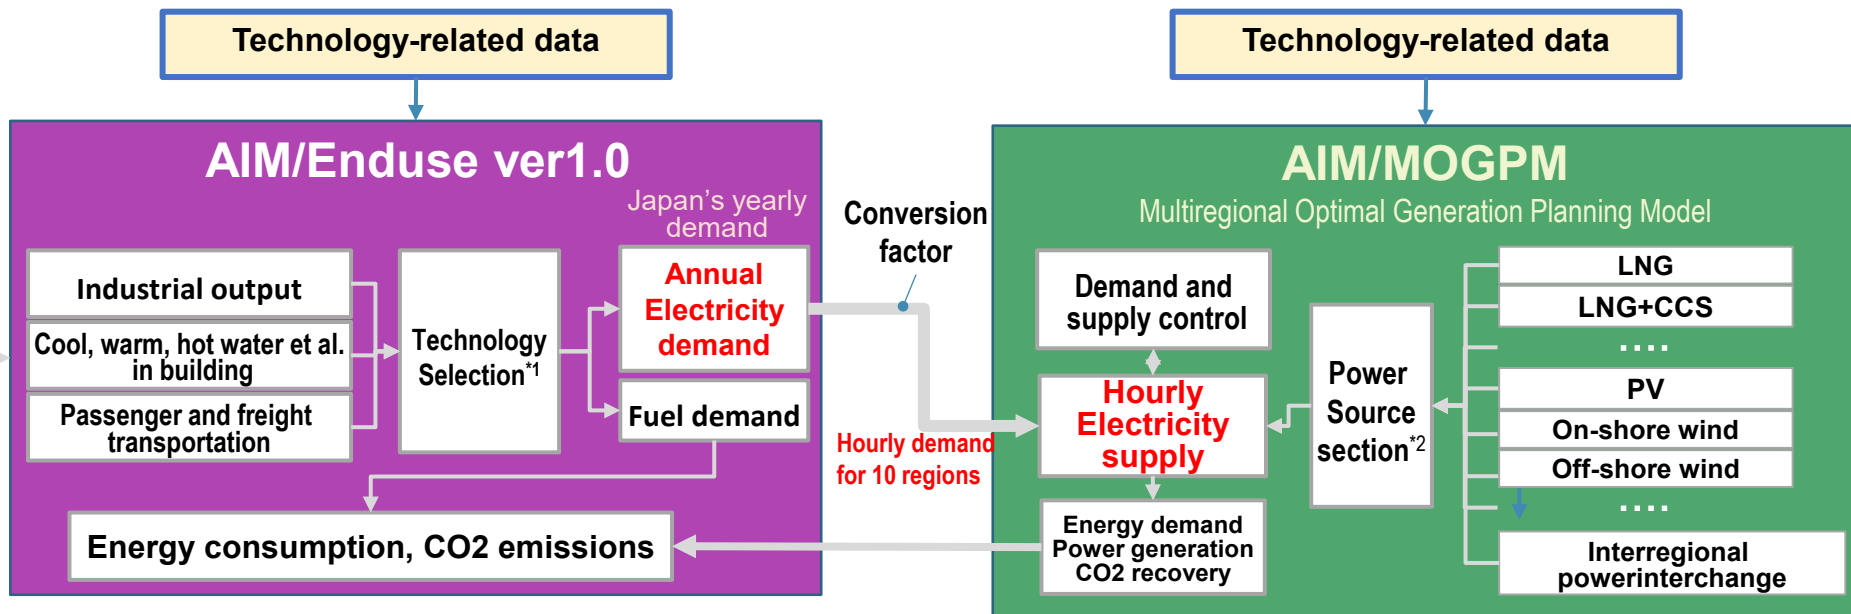 Technology-related data
Technology-related data
AIM/Enduse ver1.0
Japan's yearly
demand
Industrial output
Cool, warm, hot water et al.
in building
Passenger and freight
transportation
Technology
Selection*1
Annual
Electricity
demand
Fuel demand
Energy consumption, CO2 emissions
Conversion
factor
Hourly demand
for 10 regions
AIM/MOGPM
Multiregional Optimal Generation Planning Model
Demand and
supply control
Hourly
Electricity
supply
Energy demand
Power generation
CO2 recovery
Power
Source
section*2
LNG
LNG+CCS
....
PV
On-shore wind
Off-shore wind
....
Interregional
powerinterchange